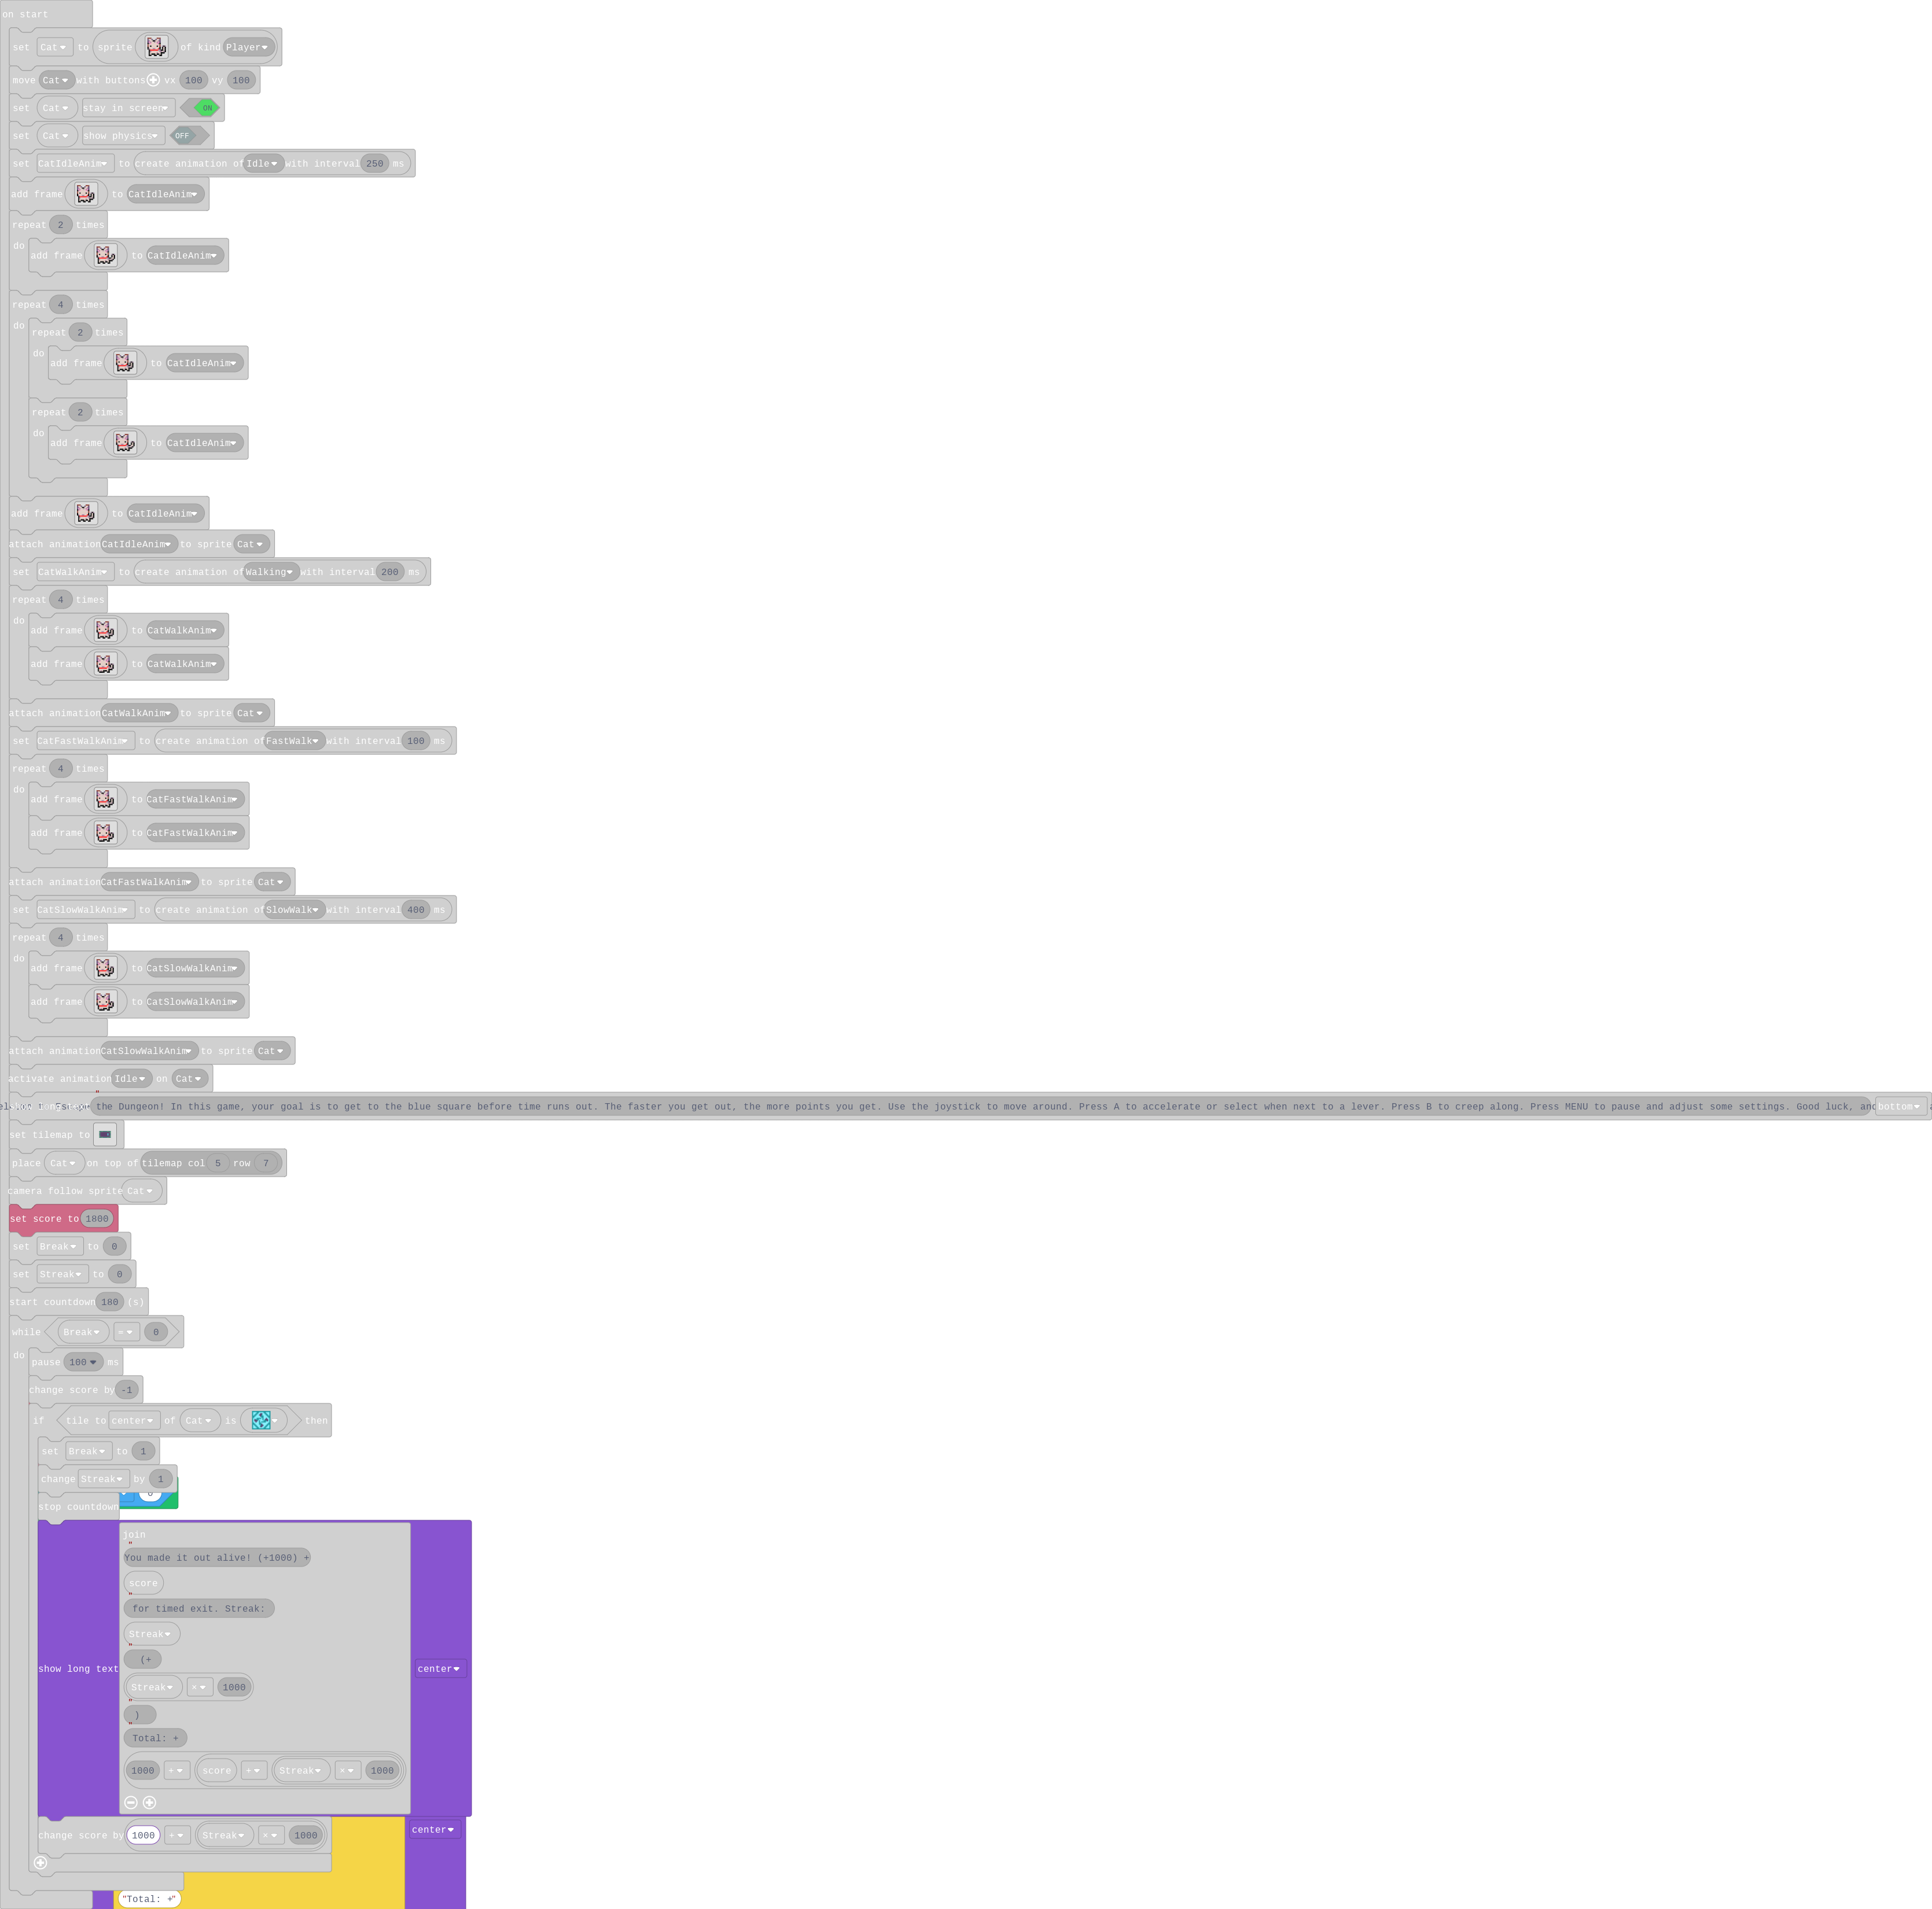 on start
set Cat to sprite of kind Player
move Cat with buttons vx 100 vy 100
set Cat stay in screen ON
set Cat show physics OFF
set CatIdleAnim to create animation of Idle with interval 250 ms
add frame to CatIdleAnim
repeat 2 times
do
add frame to CatIdleAnim
repeat 4 times
do
repeat 2 times
do
add frame to CatIdleAnim
repeat 2 times
do
add frame to CatIdleAnim
add frame to CatIdleAnim
attach animation CatIdleAnim to sprite Cat
set CatWalkAnim to create animation of Walking with interval 200 ms
repeat 4 times
do
add frame to CatWalkAnim
add frame to CatWalkAnim
attach animation CatWalkAnim to sprite Cat
set CatFastWalkAnim to create animation of FastWalk with interval 100 ms
repeat 4 times
do
add frame to CatFastWalkAnim
add frame to CatFastWalkAnim
attach animation CatFastWalkAnim to sprite Cat
set CatSlowWalkAnim to create animation of SlowWalk with interval 400 ms
repeat 4 times
do
add frame to CatSlowWalkAnim
add frame to CatSlowWalkAnim
attach animation CatSlowWalkAnim to sprite Cat
activate animation Idle on Cat
the Dungeon! In this game, your goal is to get to the blue square before time runs out. The faster you get out, the more points you get. Use the joystick to move around. Press A to accelerate or select when next to a lever. Press B to creep along. Press MENU to pause and adjust some settings. Good luck, and bottom
set tilemap to
place Cat on top of tilemap col 5 row 7
camera follow sprite Cat
set score to 1800
set Break to 0
set Streak to 0
start countdown 180 (s)
while Break = 0
do
pause 100 ms
change score by -1
if tile to center of Cat is then
set Break to 1
change Streak by 1
stop countdown
join
"
You made it out alive! (+1000) +
score
"
for timed exit. Streak:
Streak
"
(+
show long text center
Streak × 1000
"
)
"
Total: +
1000 + score + Streak × 1000
change score by 1000 + Streak × 1000
center
"Total: +"